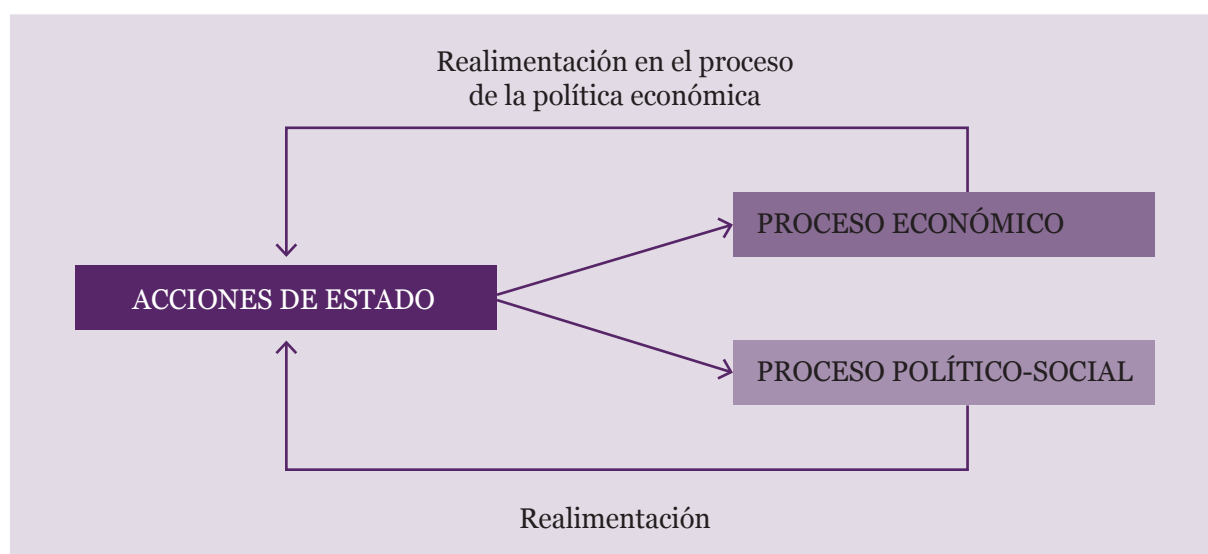 Realimentación en el proceso
de la política económica
PROCESO ECONÓMICO
ACCIONES DE ESTADO
PROCESO POLÍTICO-SOCIAL
Realimentación